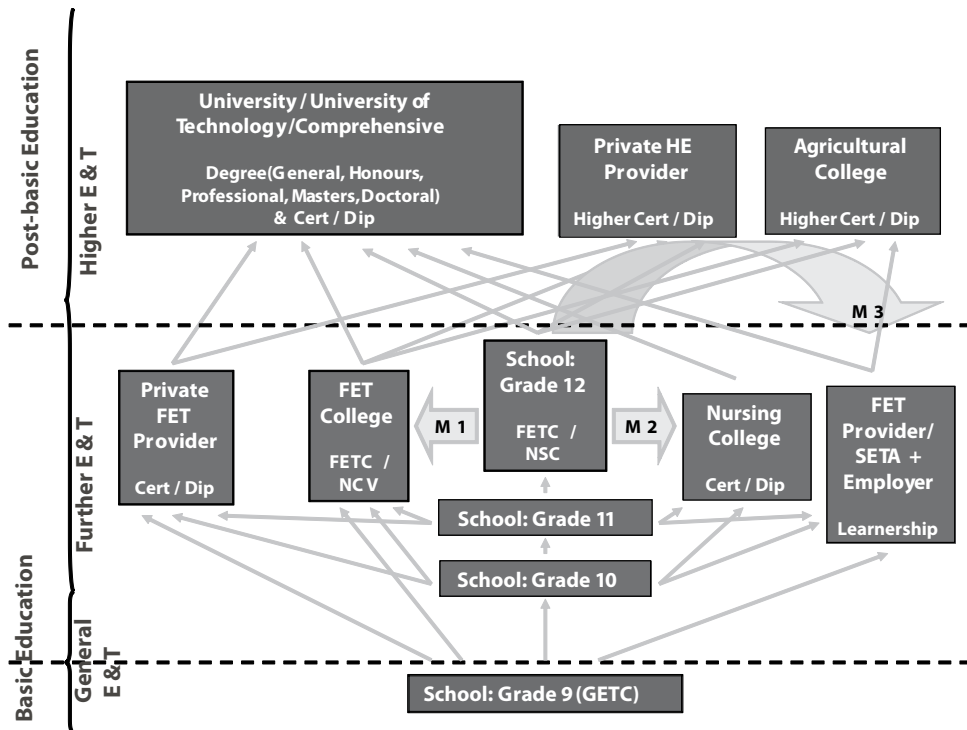 Post-basic Education
Higher E & T
University / University of
Technology/Comprehensive
Degree(General, Honours,
Professional, Masters, Doctoral)
& Cert / Dip
Private HE
Provider
Higher Cert / Dip
Agricultural
College
Higher Cert / Dip
M 3
Further E & T
Private
FET
Provider
Cert / Dip
FET
College
FETC /
NC V
M 1
School:
Grade 12
FETC /
NSC
M 2
Nursing
College
Cert / Dip
FET
Provider/
SETA +
Employer
Learnership
School: Grade 11
School: Grade 10
Basic Education
General
E & T
School: Grade 9 (GETC)